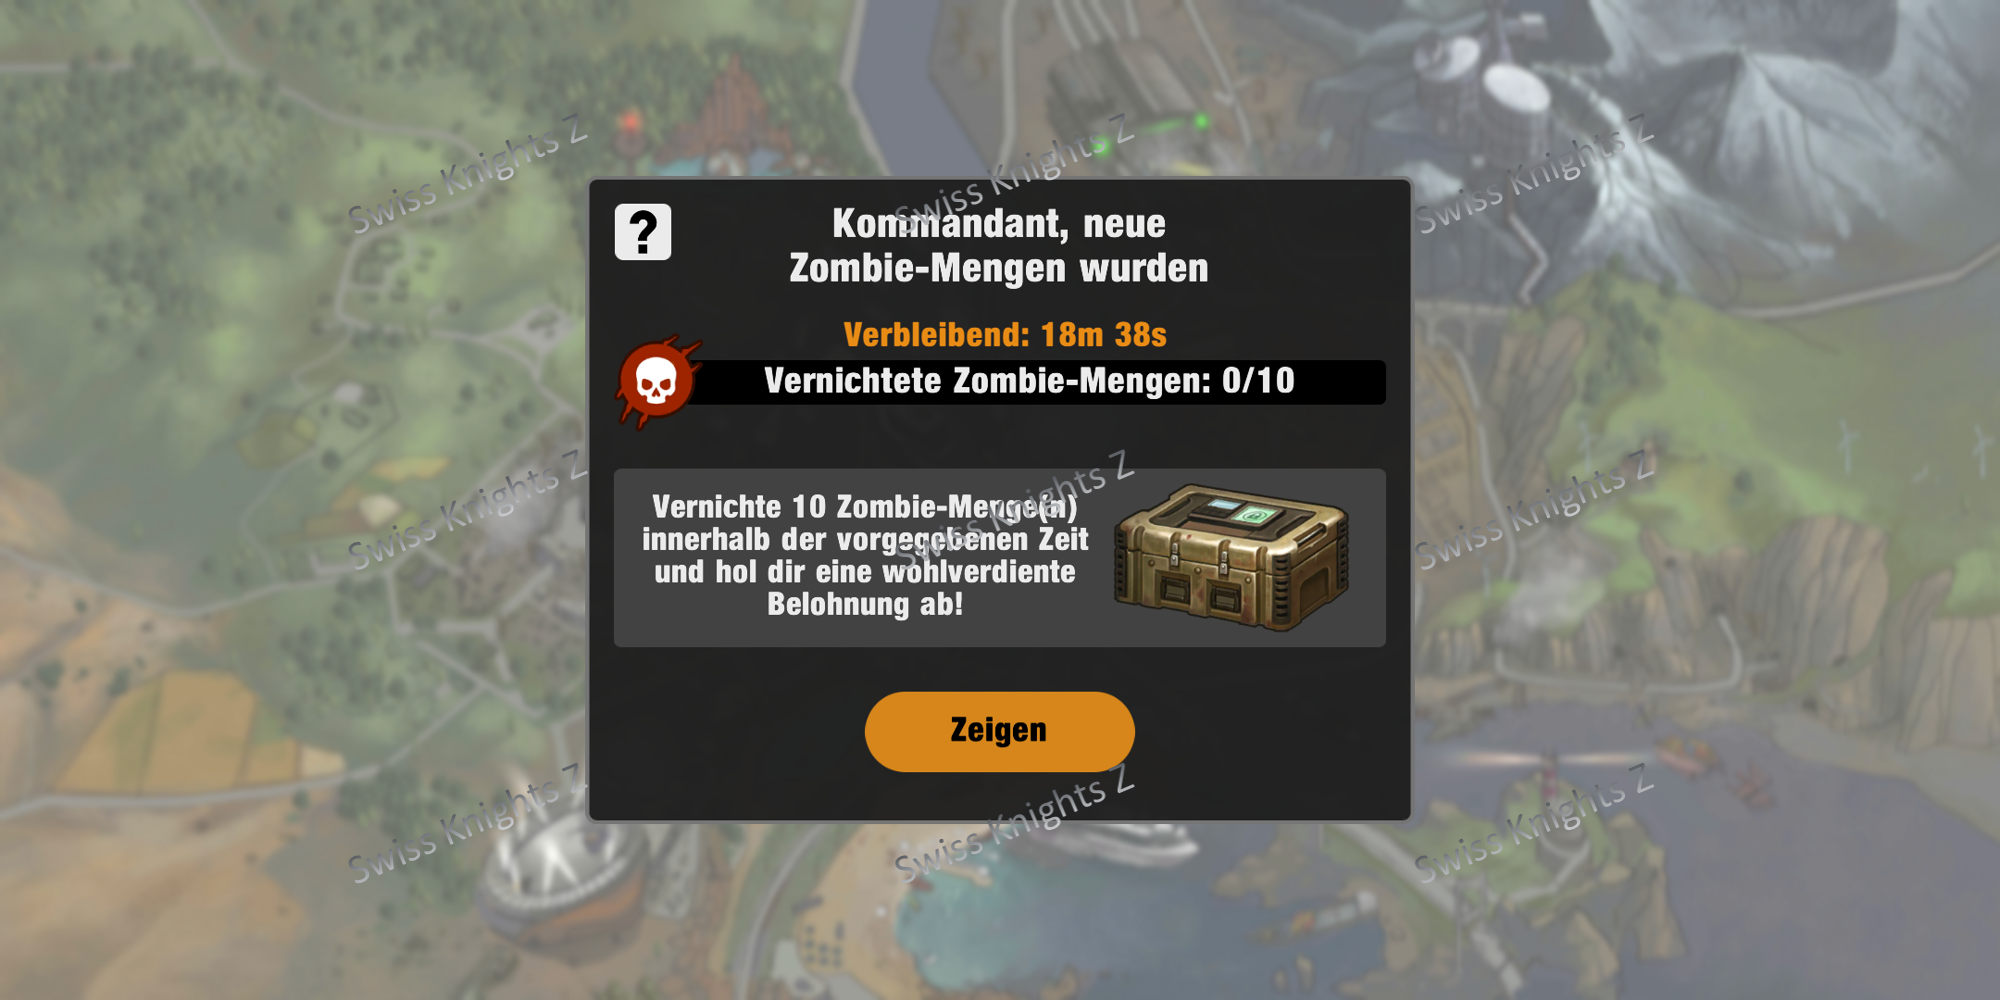 ?
Kommandant, neue
Zombie-Mengen wurden
Verbleibend: 18m 38s
Vernichtete Zombie-Mengen: 0/10
Vernichte 10 Zombie-Menge(n)
innerhalb der vorgegebenen Zeit
und hol dir eine wohlverdiente
Belohnung ab!
Zeigen
Swiss Knights Z
Swiss Knights Z
Swiss Knights Z
Swiss Knights Z
Swiss Knights Z
Swiss Knights Z
Swiss Knights Z
Swiss Knights Z
Swiss Knights Z